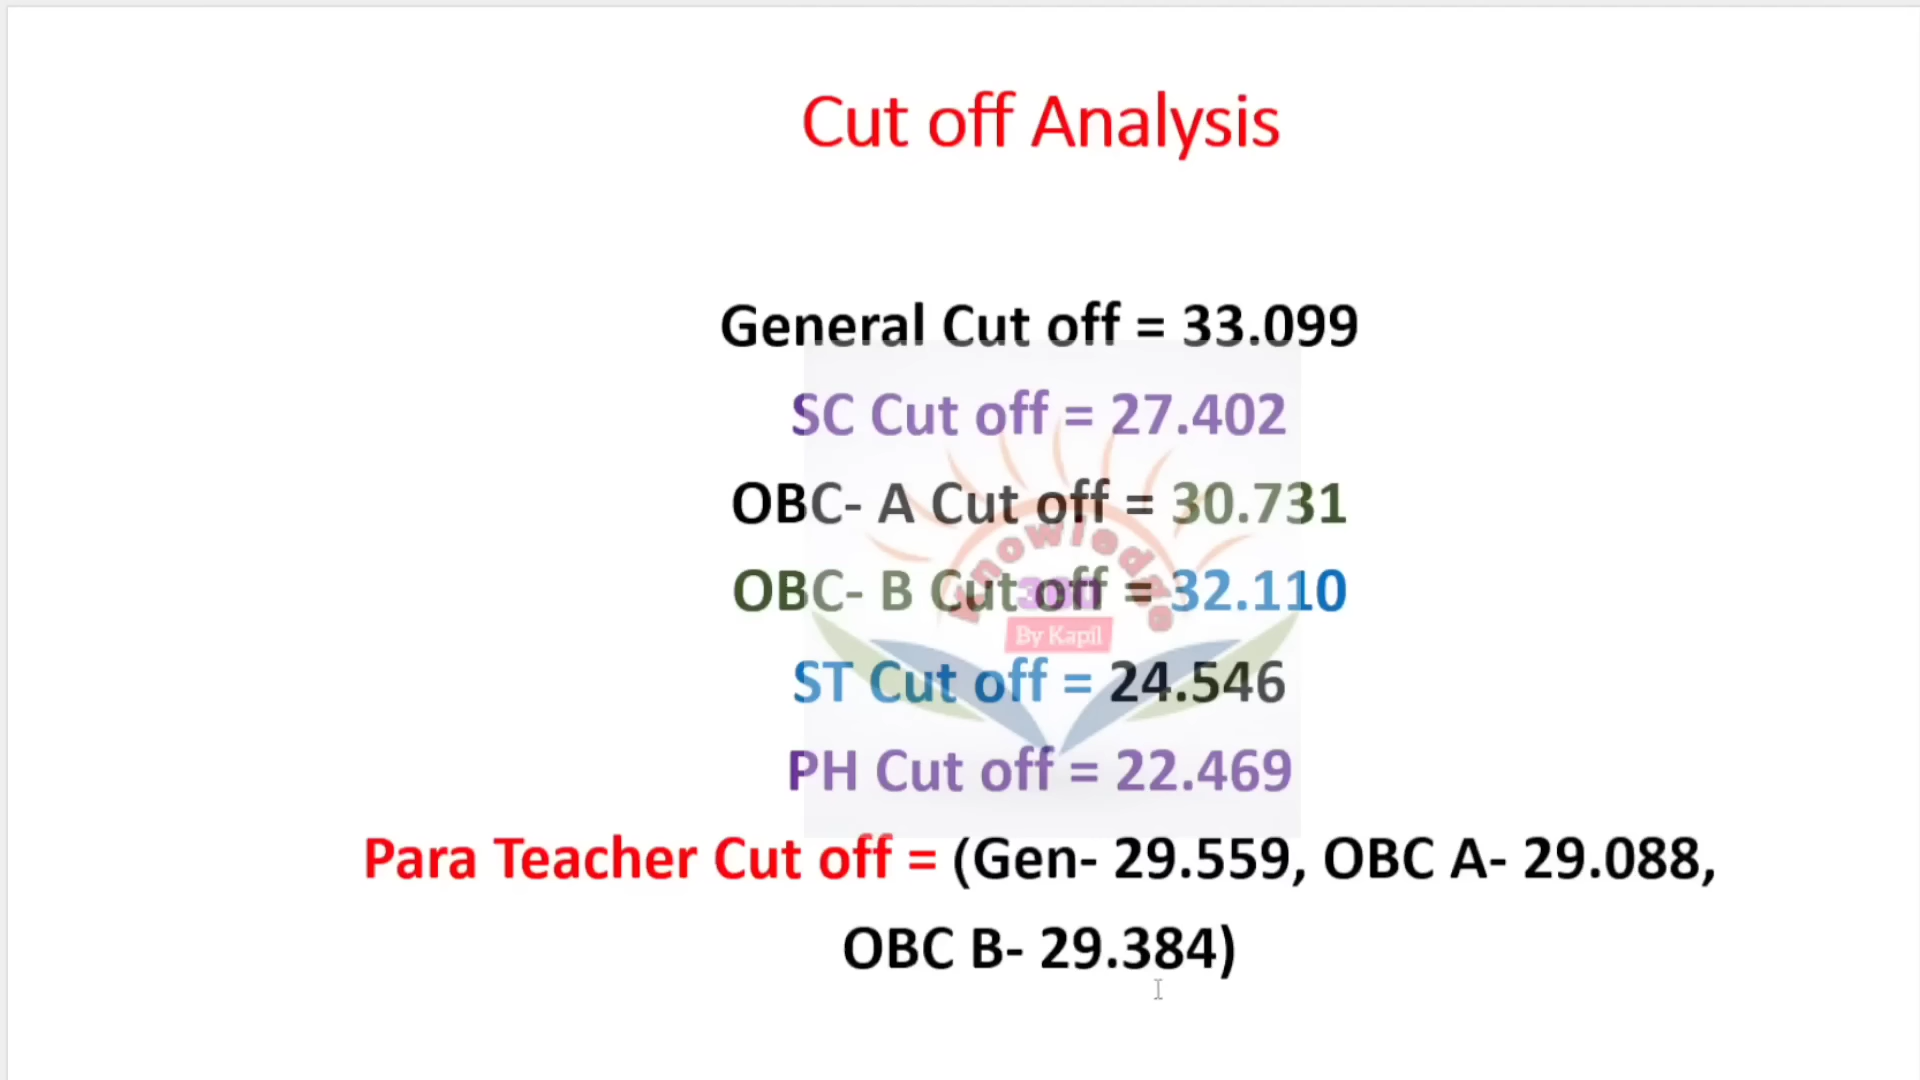 Cut off Analysis
General Cut off = 33.099
SC Cut off = 27.402
OBC- A Cut off = 30.731
OBC- B Cut off = 32.110
ST Cut off = 24.546
PH Cut off = 22.469
Para Teacher Cut off = (Gen- 29.559, OBC A- 29.088,
OBC B- 29.384)
Knowledge
360
By Kapil